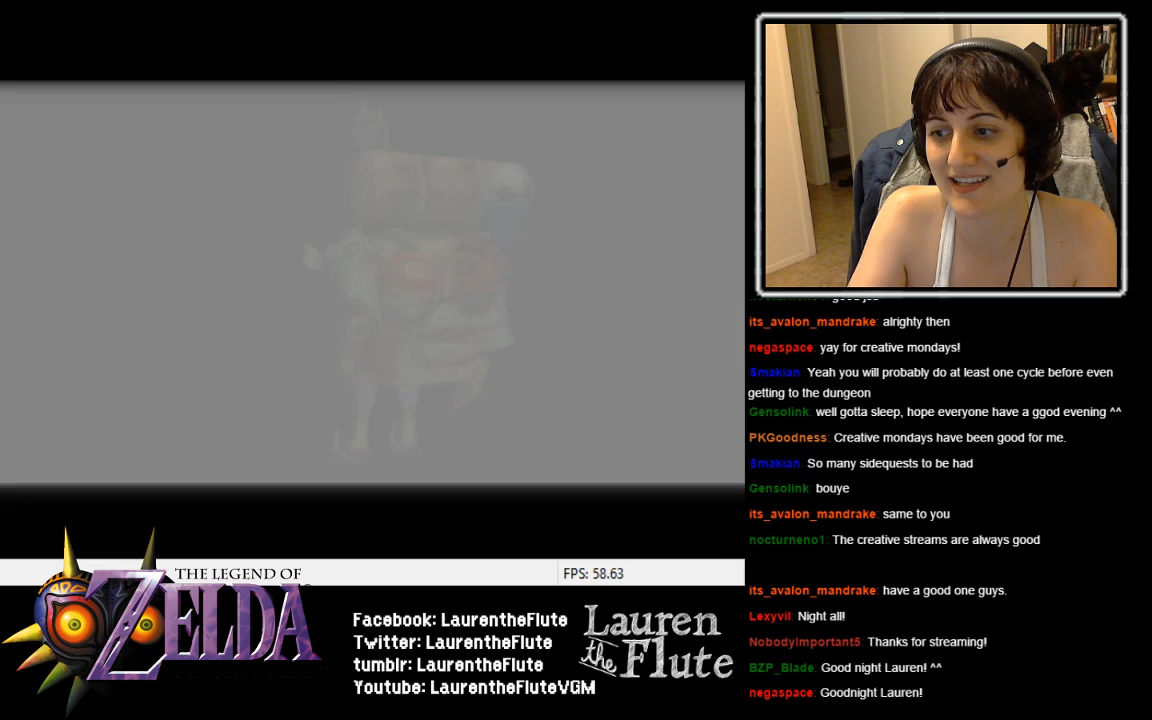 its_avalon_mandrake: alrighty then
negaspace: yay for creative mondays!
Smakian: Yeah you will probably do at least one cycle before even
getting to the dungeon
Gensolink: well gotta sleep, hope everyone have a ggod evening ^^
PKGoodness: Creative mondays have been good for me.
Smakian: So many sidequests to be had
Gensolink: bouye
its_avalon_mandrake: same to you
nocturneno1: The creative streams are always good
its_avalon_mandrake: have a good one guys.
Lexyvil: Night all!
NobodyImportant5: Thanks for streaming!
BZP_Blade: Good night Lauren! ^^
negaspace: Goodnight Lauren!
FPS: 58.63
THE LEGEND OF
ZELDA
Facebook: LaurentheFlute
Twitter: LaurentheFlute
tumblr: LaurentheFlute
Youtube: LaurentheFluteVGM
Lauren
the Flute